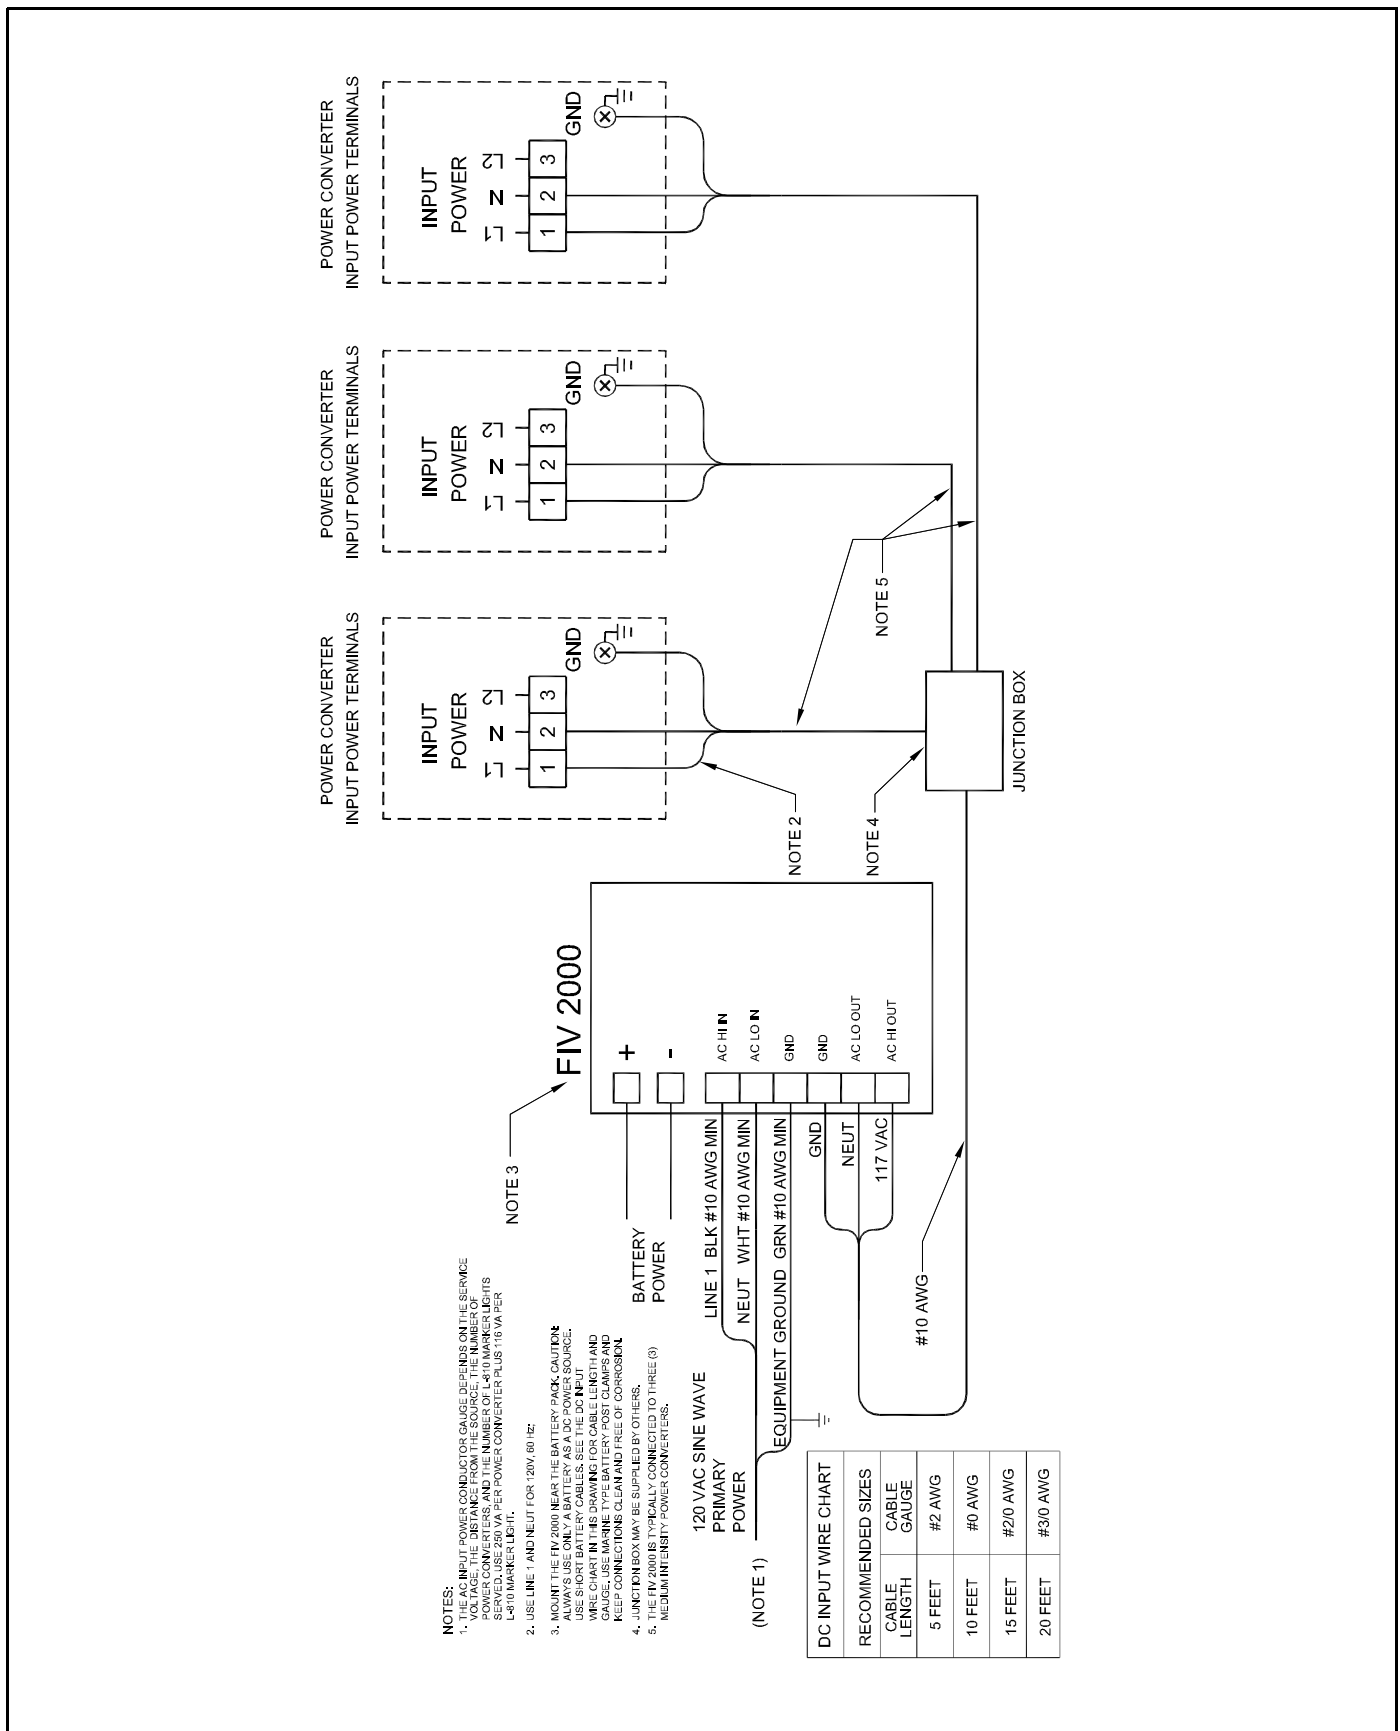 POWER CONVERTER
INPUT POWER TERMINALS
INPUT
POWER
L1
N
L2
1
2
3
GND
POWER CONVERTER
INPUT POWER TERMINALS
INPUT
POWER
L1
N
L2
1
2
3
GND
POWER CONVERTER
INPUT POWER TERMINALS
INPUT
POWER
L1
N
L2
1
2
3
GND
NOTE 2
NOTE 4
NOTE 5
JUNCTION BOX
NOTE 3
FIV 2000
+
-
AC HI IN
AC LO IN
GND
GND
AC LO OUT
AC HI OUT
BATTERY
POWER
LINE 1 BLK #10 AWG MIN
NEUT WHT #10 AWG MIN
EQUIPMENT GROUND GRN #10 AWG MIN
GND
NEUT
117 VAC
#10 AWG
120 VAC SINE WAVE
PRIMARY
POWER
(NOTE 1)
NOTES:
1. THE AC INPUT POWER CONDUCTOR GAUGE DEPENDS ON THE SERVICE
VOLTAGE, THE DISTANCE FROM THE SOURCE, THE NUMBER OF
POWER CONVERTERS, AND THE NUMBER OF L-810 MARKER LIGHTS
SERVED. USE 250 VA PER POWER CONVERTER PLUS 116 VA PER
L-810 MARKER LIGHT.
2. USE LINE 1 AND NEUT FOR 120V, 60 Hz;
3. MOUNT THE FIV 2000 NEAR THE BATTERY PACK. CAUTION:
ALWAYS USE ONLY A BATTERY AS A DC POWER SOURCE.
USE SHORT BATTERY CABLES. SEE THE DC INPUT
WIRE CHART IN THIS DRAWING FOR CABLE LENGTH AND
GAUGE. USE MARINE TYPE BATTERY POST CLAMPS AND
KEEP CONNECTIONS CLEAN AND FREE OF CORROSION.
4. JUNCTION BOX MAY BE SUPPLIED BY OTHERS.
5. THE FIV 2000 IS TYPICALLY CONNECTED TO THREE (3)
MEDIUM INTENSITY POWER CONVERTERS.
DC INPUT WIRE CHART
RECOMMENDED SIZES
CABLE LENGTH CABLE GAUGE
5 FEET #2 AWG
10 FEET #0 AWG
15 FEET #2/0 AWG
20 FEET #3/0 AWG